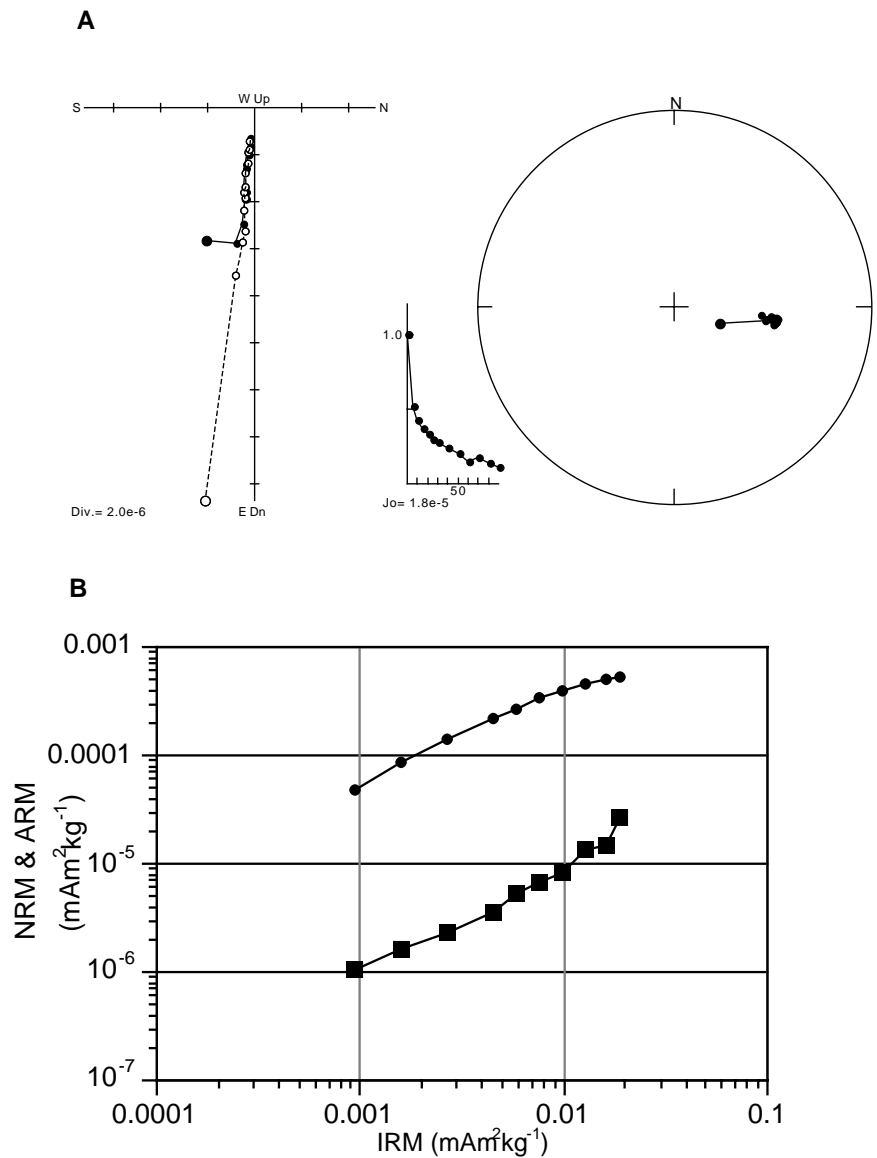 A
W Up
S N
N
1.0
50
Div.= 2.0e-6
E Dn
Jo= 1.8e-5
B
0.001
0.0001
10-5
10-6
10-7
NRM & ARM
(mAm2kg-1)
0.0001 0.001 0.01 0.1
IRM (mAm2kg-1)